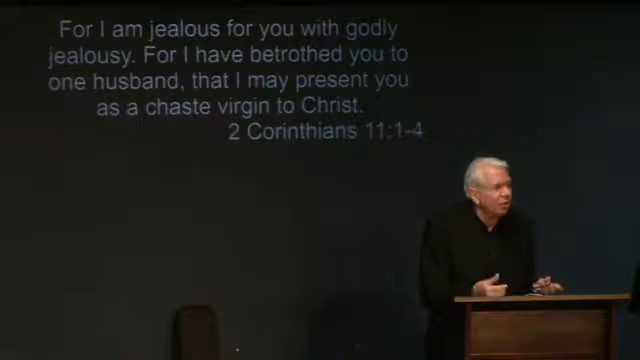 For I am jealous for you with godly
jealousy. For I have betrothed you to
one husband, that I may present you
as a chaste virgin to Christ.
2 Corinthians 11:1-4